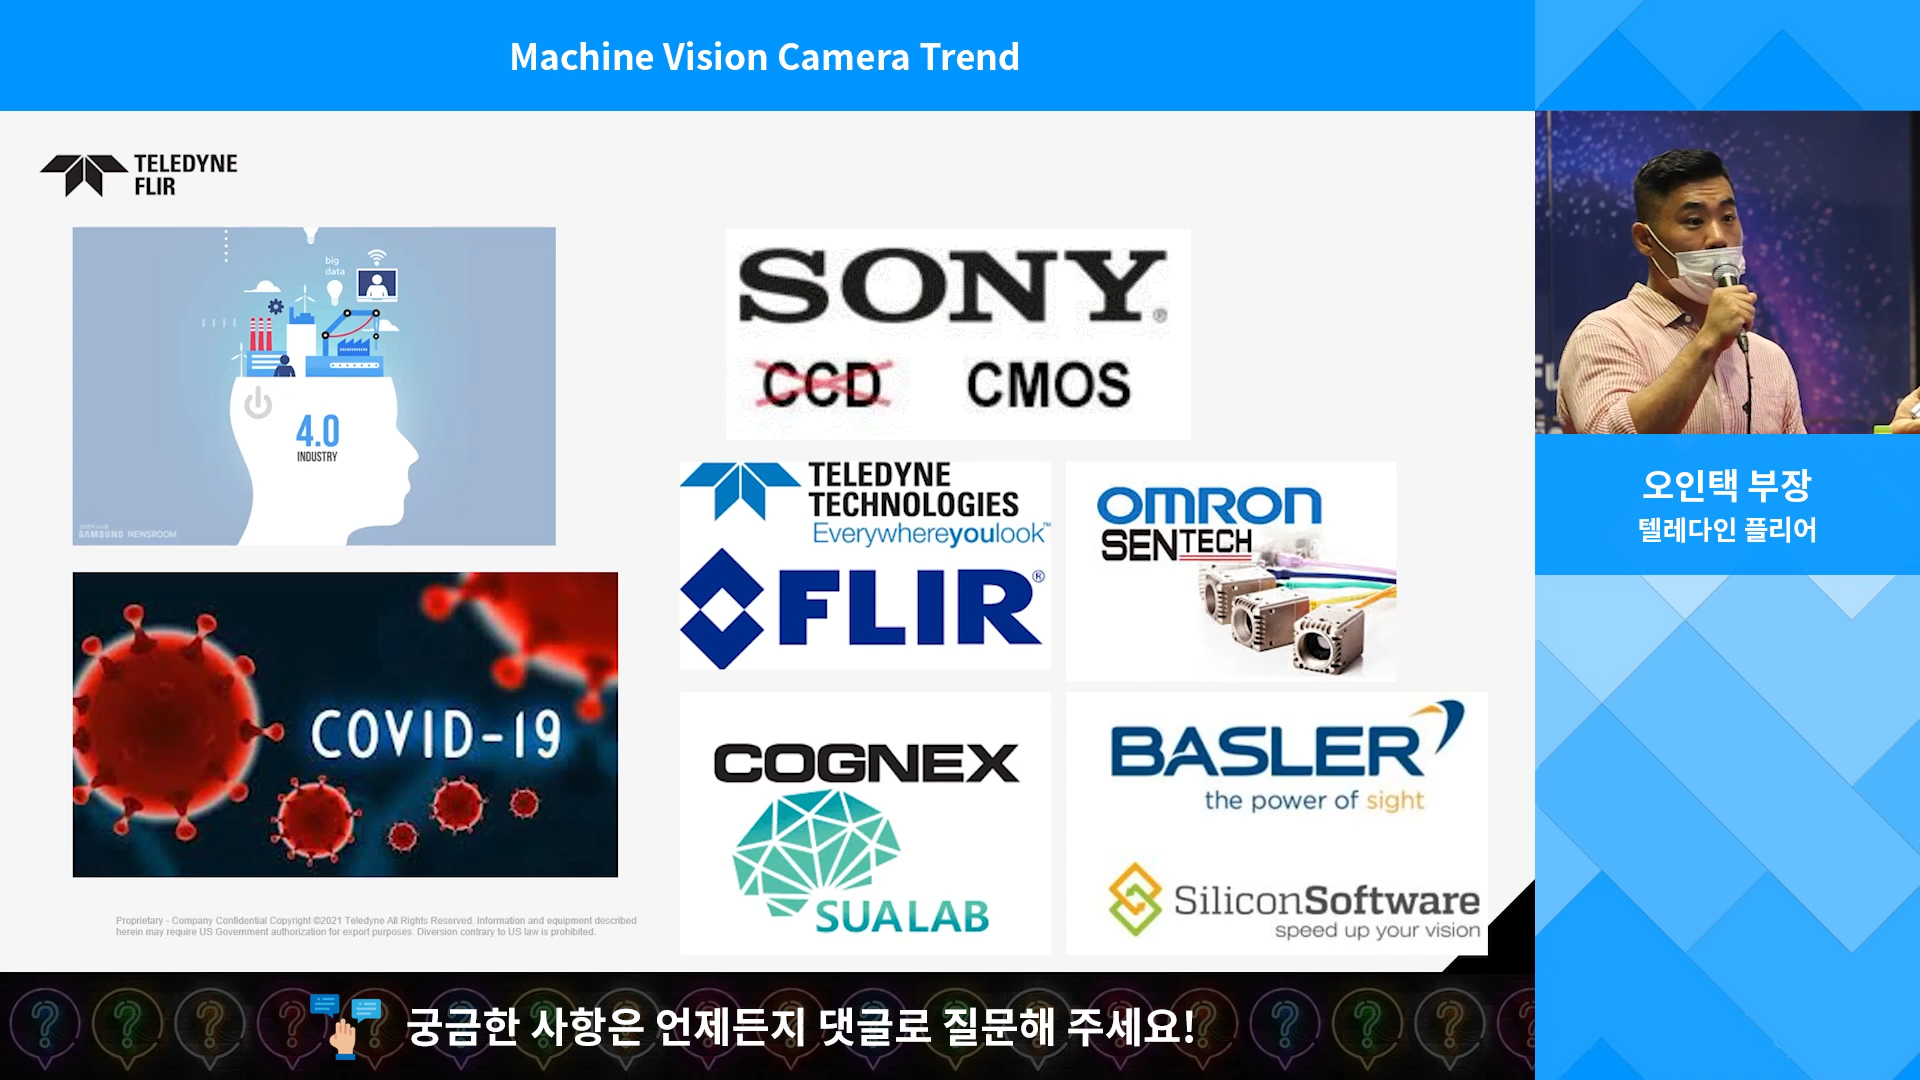 Machine Vision Camera Trend
TELEDYNE
FLIR
big
data
4.0
INDUSTRY
SAMSUNG NEWSROOM
COVID-19
SONY®
CCD CMOS
TELEDYNE
TECHNOLOGIES
Everywhereyoulook™
FLIR®
OMRON
SENTECH
COGNEX
SUALAB
BASLER
the power of sight
SiliconSoftware
speed up your vision
Proprietary - Company Confidential Copyright ©2021 Teledyne All Rights Reserved. Information and equipment described
herein may require US Government authorization for export purposes. Diversion contrary to US law is prohibited.
오인택 부장
텔레다인 플리어
궁금한 사항은 언제든지 댓글로 질문해 주세요!